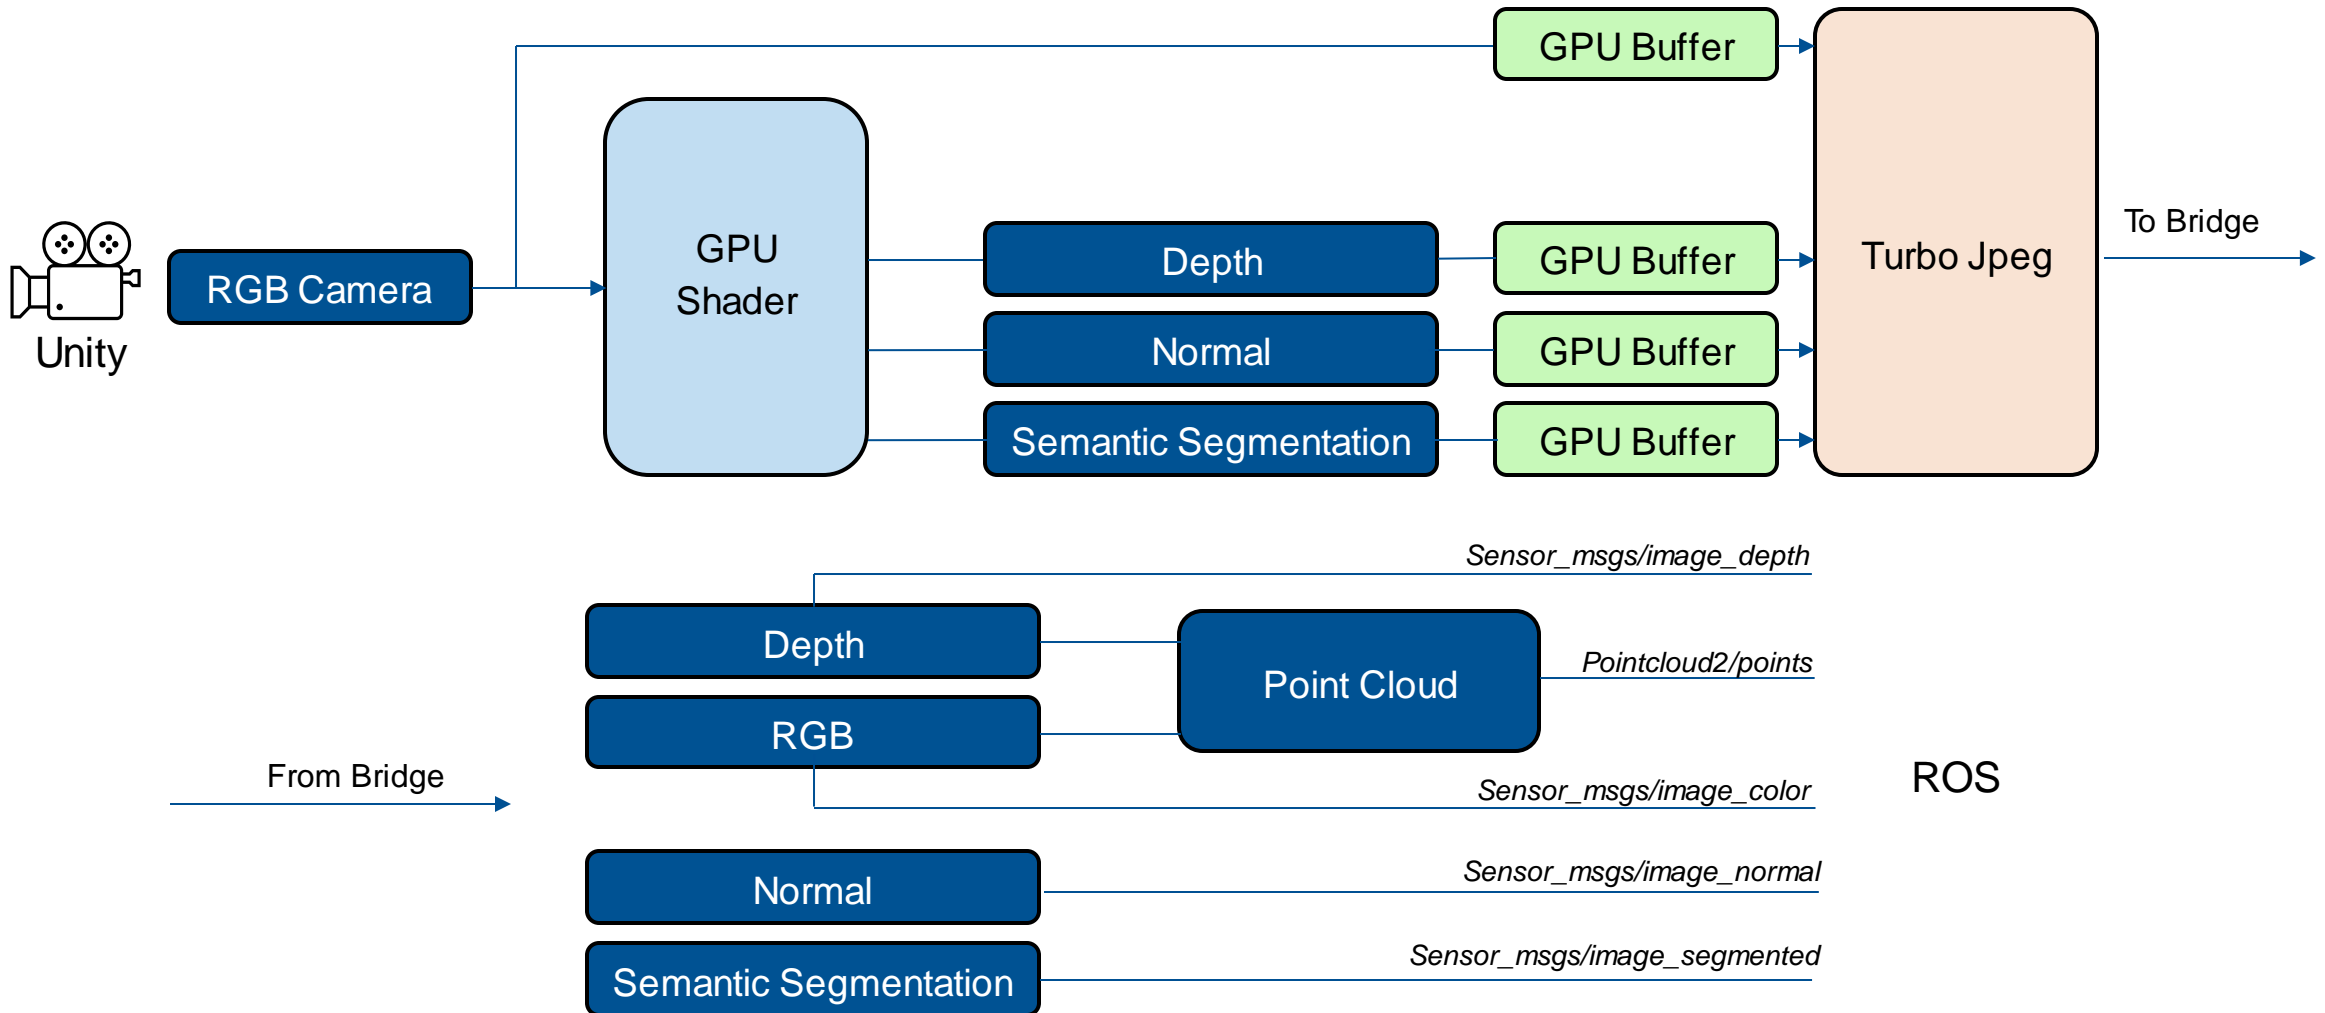 GPU Buffer
GPU
Shader
Unity
RGB Camera
Depth
GPU Buffer
Normal
GPU Buffer
Semantic Segmentation
GPU Buffer
Turbo Jpeg
To Bridge
Sensor_msgs/image_depth
Depth
Point Cloud
Pointcloud2/points
RGB
From Bridge
Sensor_msgs/image_color
ROS
Normal
Sensor_msgs/image_normal
Semantic Segmentation
Sensor_msgs/image_segmented